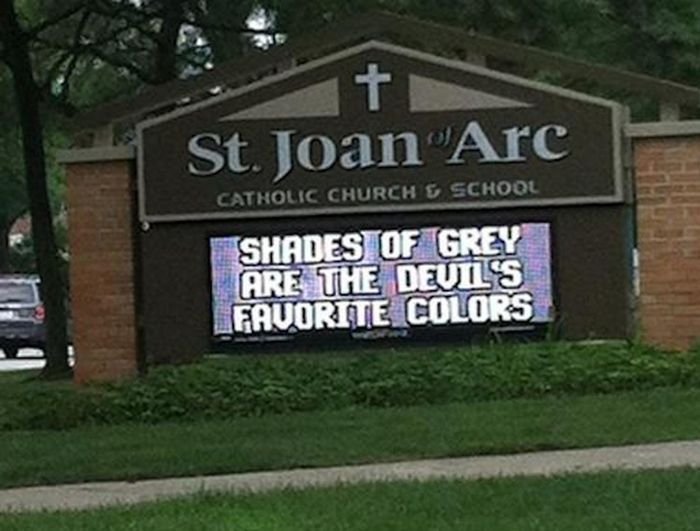 St. Joan of Arc
CATHOLIC CHURCH & SCHOOL
SHADES OF GREY
ARE THE DEVIL'S
FAVORITE COLORS